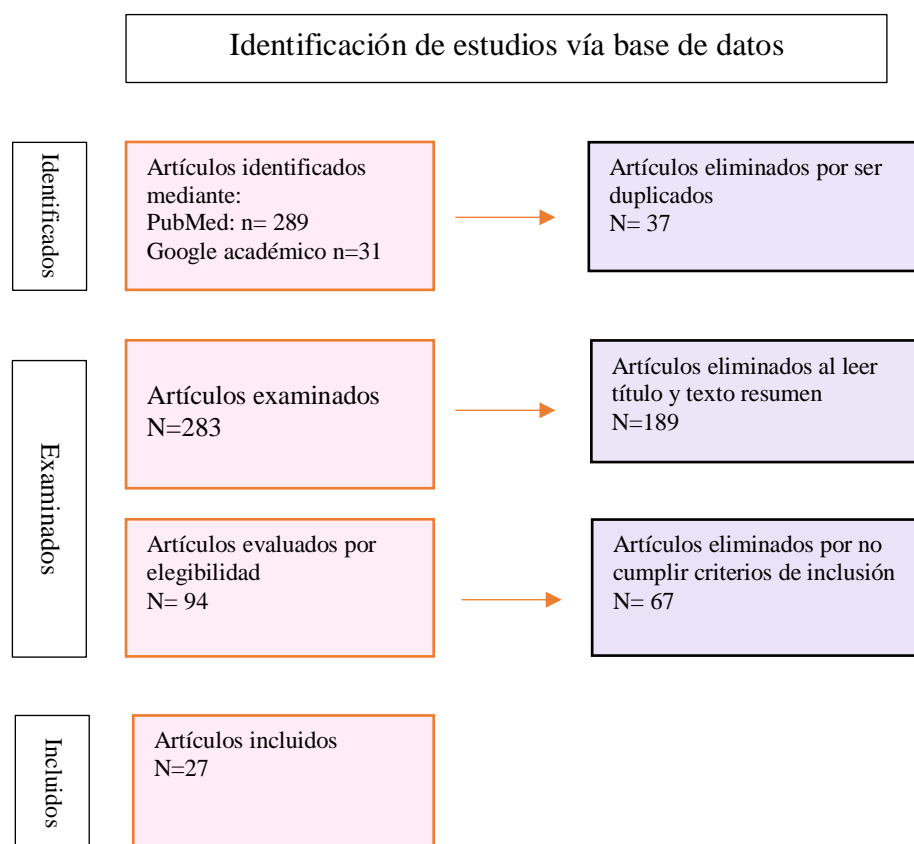 Identificación de estudios vía base de datos
Identificados
Artículos identificados
mediante:
PubMed: n= 289
Google académico n=31
Artículos eliminados por ser
duplicados
N= 37
Examinados
Artículos examinados
N=283
Artículos eliminados al leer
título y texto resumen
N=189
Artículos evaluados por
elegibilidad
N= 94
Artículos eliminados por no
cumplir criterios de inclusión
N= 67
Incluidos
Artículos incluidos
N=27